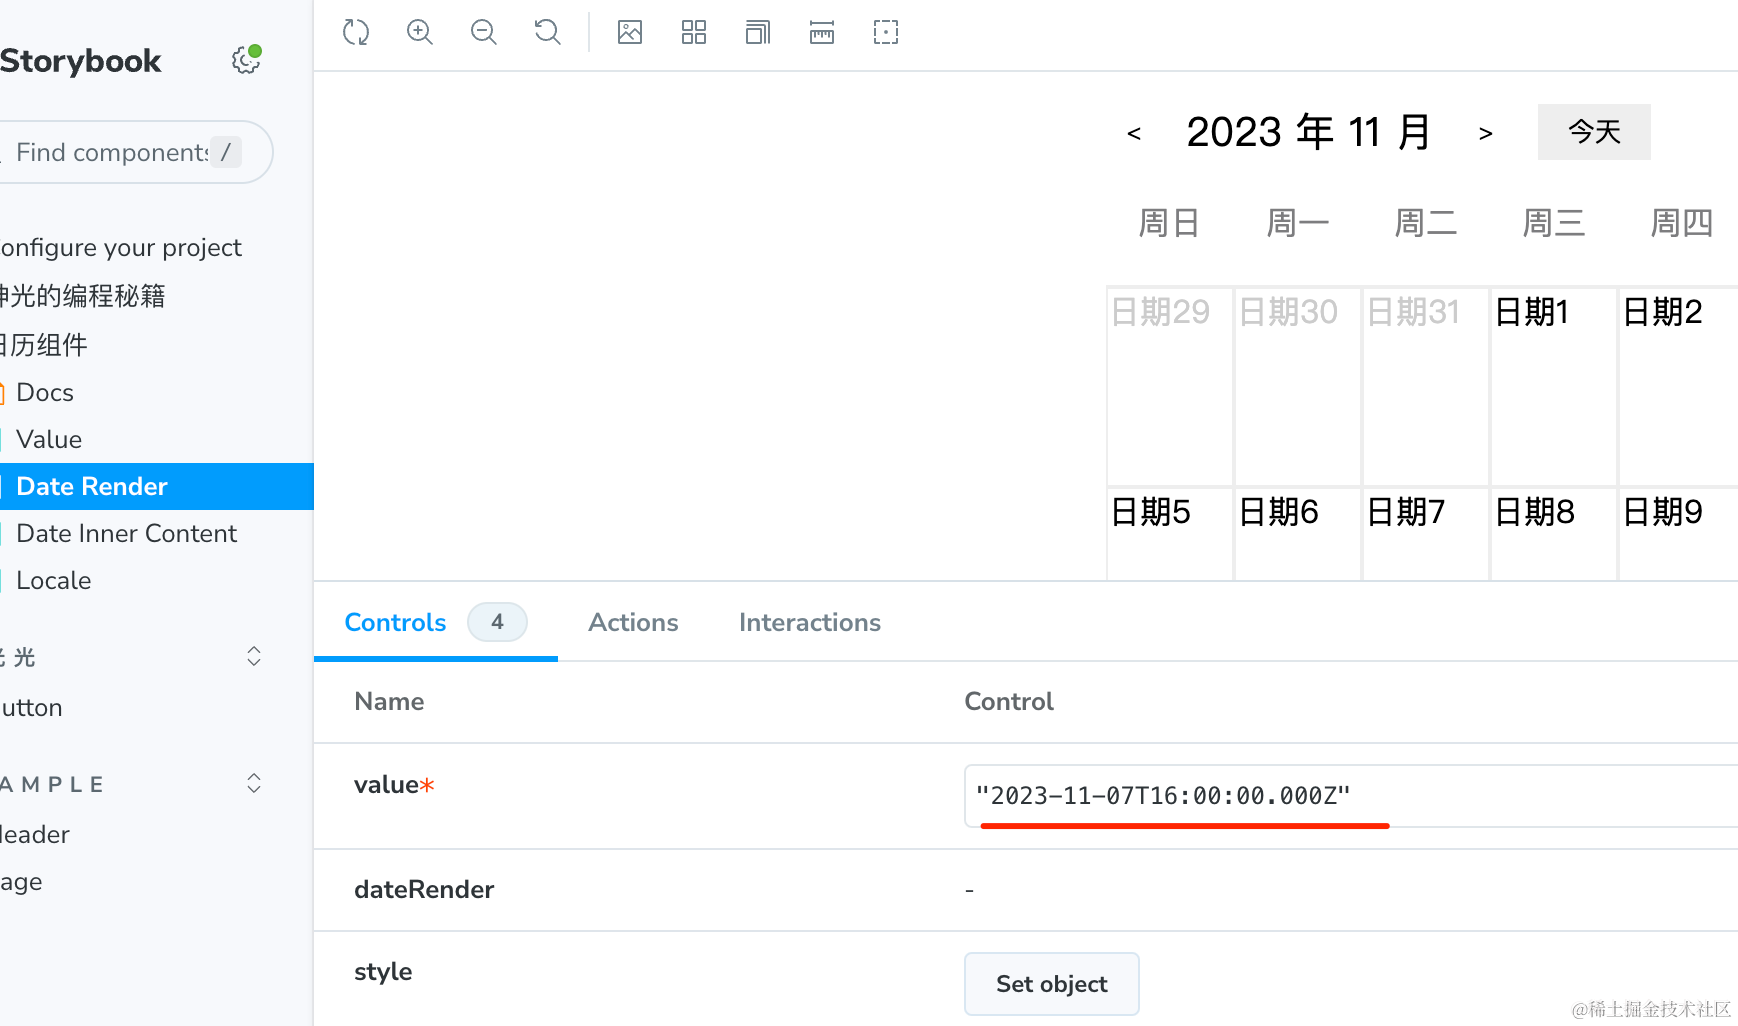 Storybook
Find components /
onfigure your project
光的编程秘籍
历组件
Docs
Value
Date Render
Date Inner Content
Locale
光
utton
AMPLE
eader
age
< 2023 年 11 月 > 今天
周日 周一 周二 周三 周四
日期29 日期30 日期31 日期1 日期2
日期5 日期6 日期7 日期8 日期9
Controls 4 Actions Interactions
Name Control
value* "2023-11-07T16:00:00.000Z"
dateRender -
style Set object
@稀土掘金技术社区